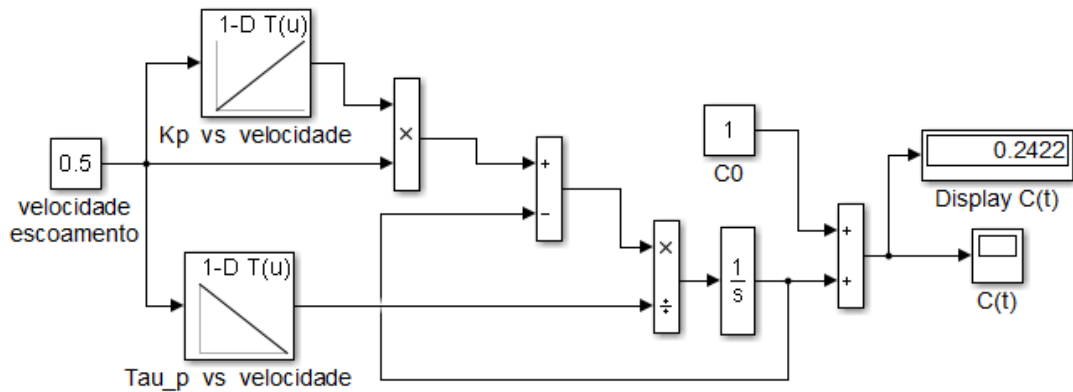 1-D T(u)
Kp vs velocidade
×
0.5
velocidade
escoamento
+
−
1
C0
0.2422
Display C(t)
1-D T(u)
Tau_p vs velocidade
×
÷
1
s
+
+
C(t)